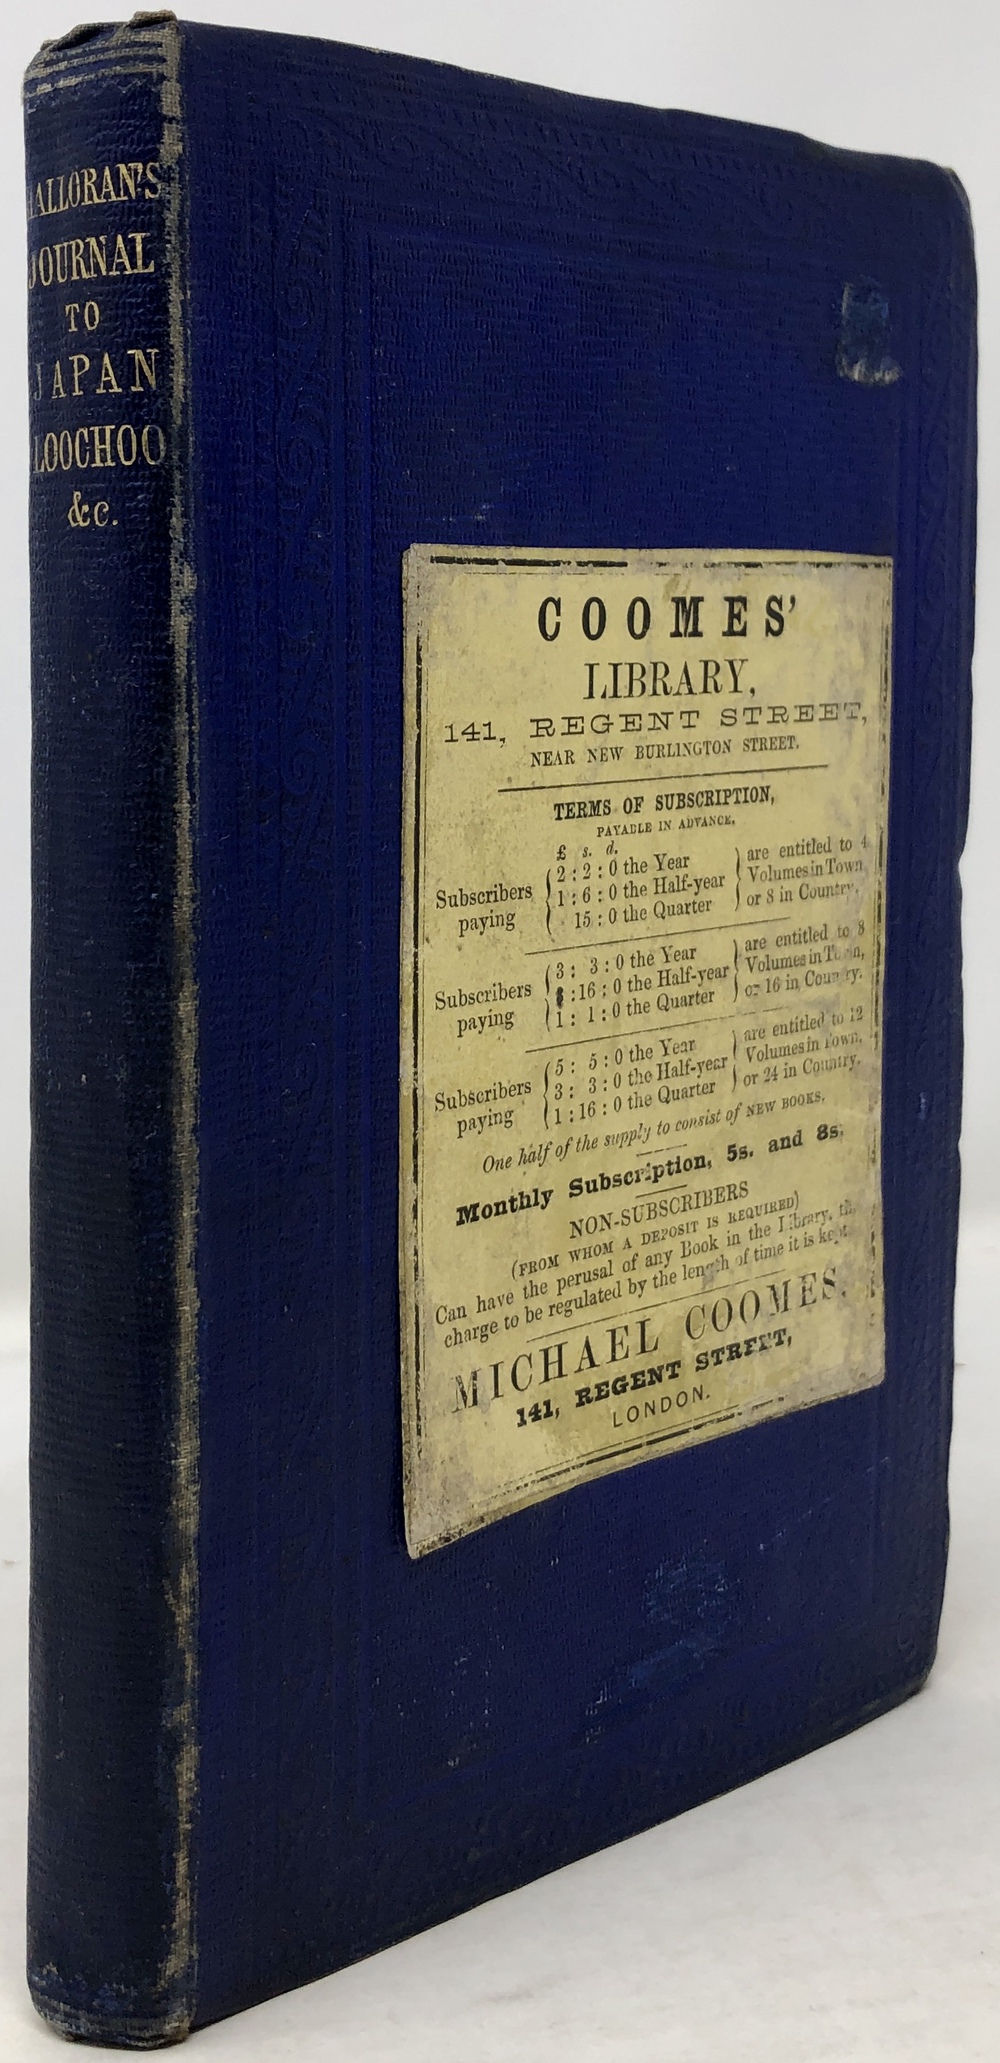 HALLORAN'S
JOURNAL
TO
JAPAN
LOOCHOO
&c.
COOMES'
LIBRARY,
141, REGENT STREET,
NEAR NEW BURLINGTON STREET.
TERMS OF SUBSCRIPTION,
PAYABLE IN ADVANCE.
£ s. d.
Subscribers paying
2 : 2 : 0 the Year
1 : 6 : 0 the Half-year
15 : 0 the Quarter
are entitled to 4
Volumes in Town
or 8 in Country.
Subscribers paying
3 : 3 : 0 the Year
:16 : 0 the Half-year
1 : 1 : 0 the Quarter
are entitled to 8
Volumes in Town,
or 16 in Country.
Subscribers paying
5 : 5 : 0 the Year
3 : 3 : 0 the Half-year
1 : 16 : 0 the Quarter
are entitled to 12
Volumes in Town,
or 24 in Country.
One half of the supply to consist of NEW BOOKS.
Monthly Subscription, 5s. and 8s.
NON-SUBSCRIBERS
(FROM WHOM A DEPOSIT IS REQUIRED)
Can have the perusal of any Book in the Library, the
charge to be regulated by the length of time it is kept.
MICHAEL COOMES.
141, REGENT STREET,
LONDON.